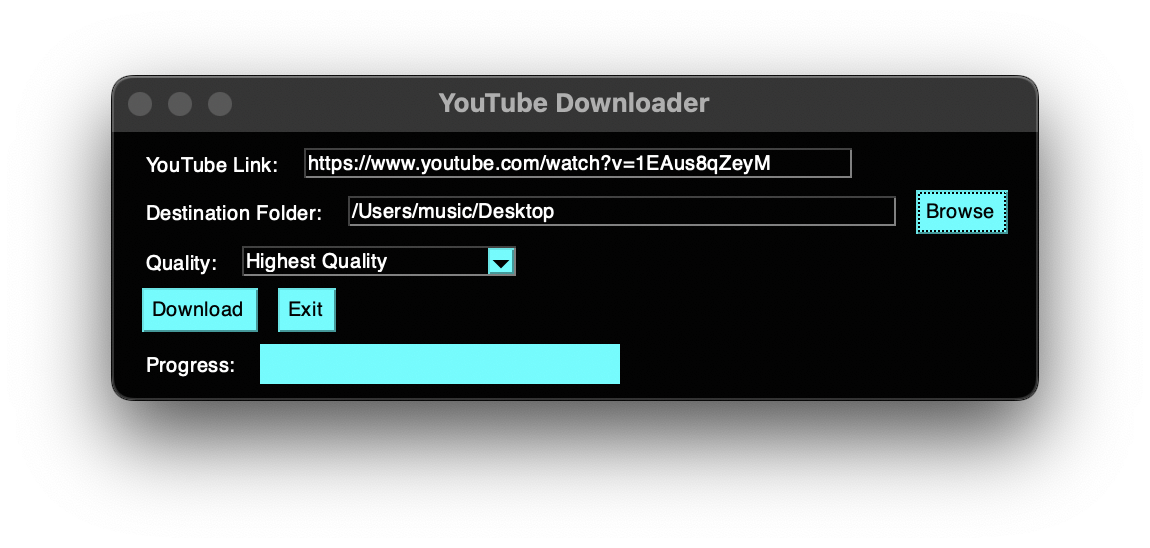 YouTube Downloader
YouTube Link: https://www.youtube.com/watch?v=1EAus8qZeyM
Destination Folder: /Users/music/Desktop Browse
Quality: Highest Quality
Download Exit
Progress: